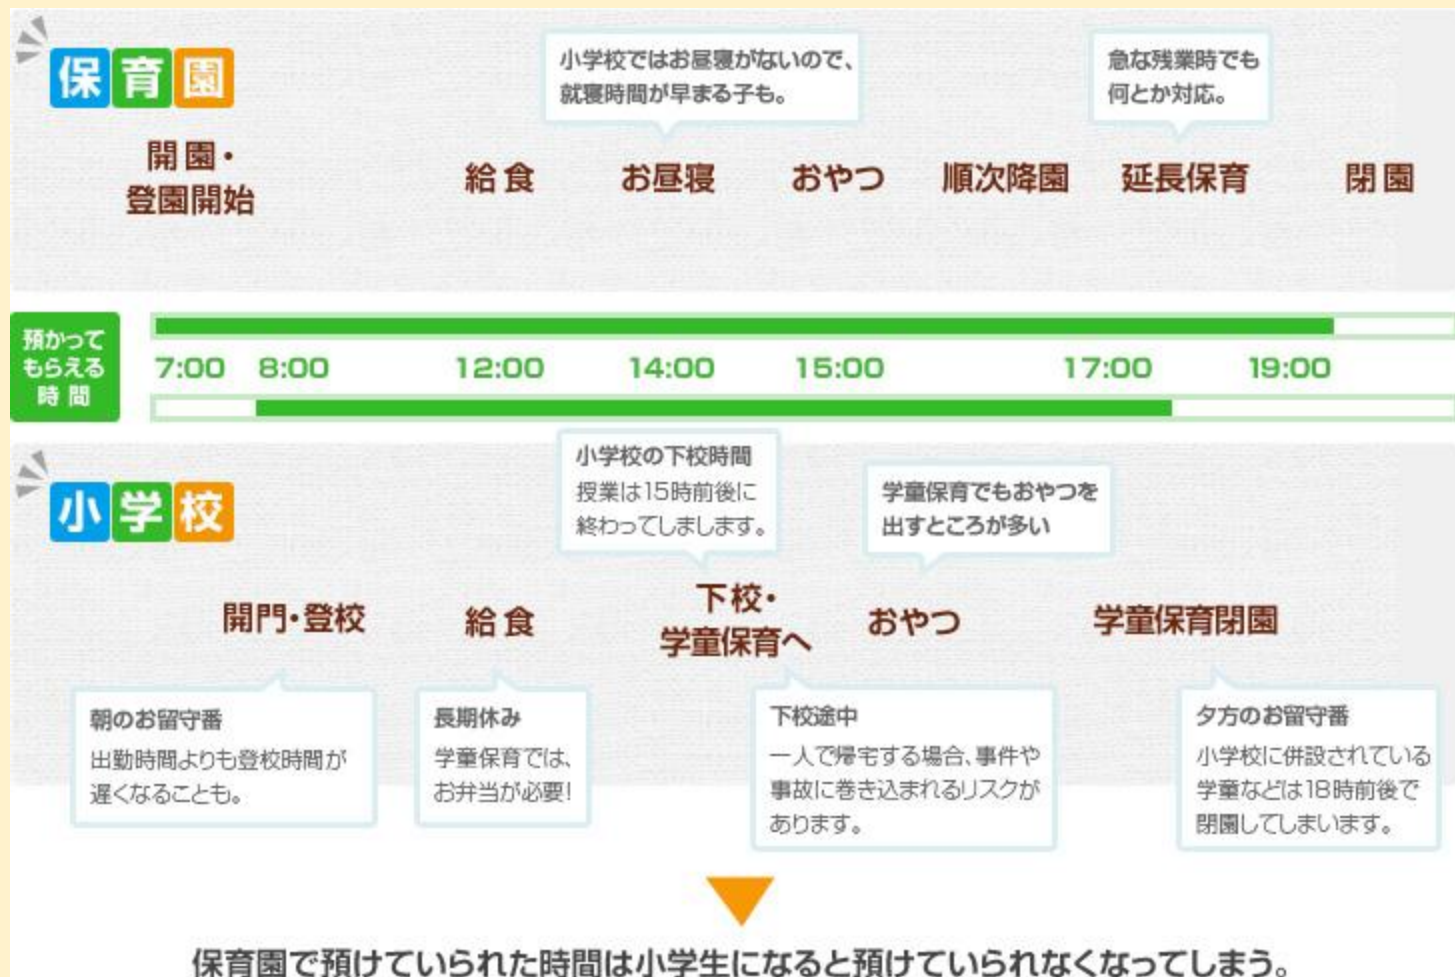 保育園
小学校ではお昼寝がないので、
就寝時間が早まる子も。
急な残業時でも
何とか対応。
開園・
登園開始
給食
お昼寝
おやつ
順次降園
延長保育
閉園
預かって
もらえる
時間
7:00 8:00 12:00 14:00 15:00 17:00 19:00
小学校
小学校の下校時間
授業は15時前後に
終わってしまします。
学童保育でもおやつを
出すところが多い
開門・登校
給食
下校・
学童保育へ
おやつ
学童保育閉園
朝のお留守番
出勤時間よりも登校時間が
遅くなることも。
長期休み
学童保育では、
お弁当が必要!
下校途中
一人で帰宅する場合、事件や
事故に巻き込まれるリスクが
あります。
夕方のお留守番
小学校に併設されている
学童などは18時前後で
閉園してしまいます。
保育園で預けていられた時間は小学生になると預けていられなくなってしまう。